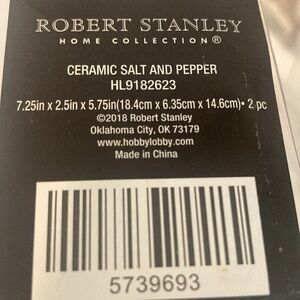 ROBERT STANLEY
HOME COLLECTION®
CERAMIC SALT AND PEPPER
HL9182623
7.25in x 2.5in x 5.75in(18.4cm x 6.35cm x 14.6cm)• 2 pc
©2018 Robert Stanley
Oklahoma City, OK 73179
www.hobbylobby.com
Made in China
5739693